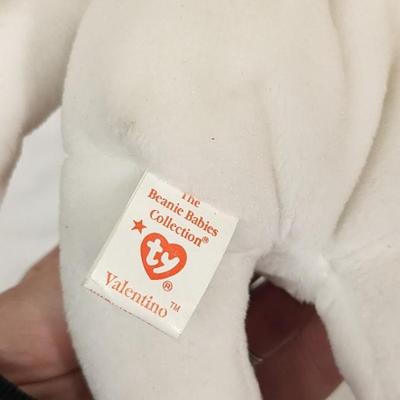 The
Beanie Babies
Collection®
ty
®
Valentino™